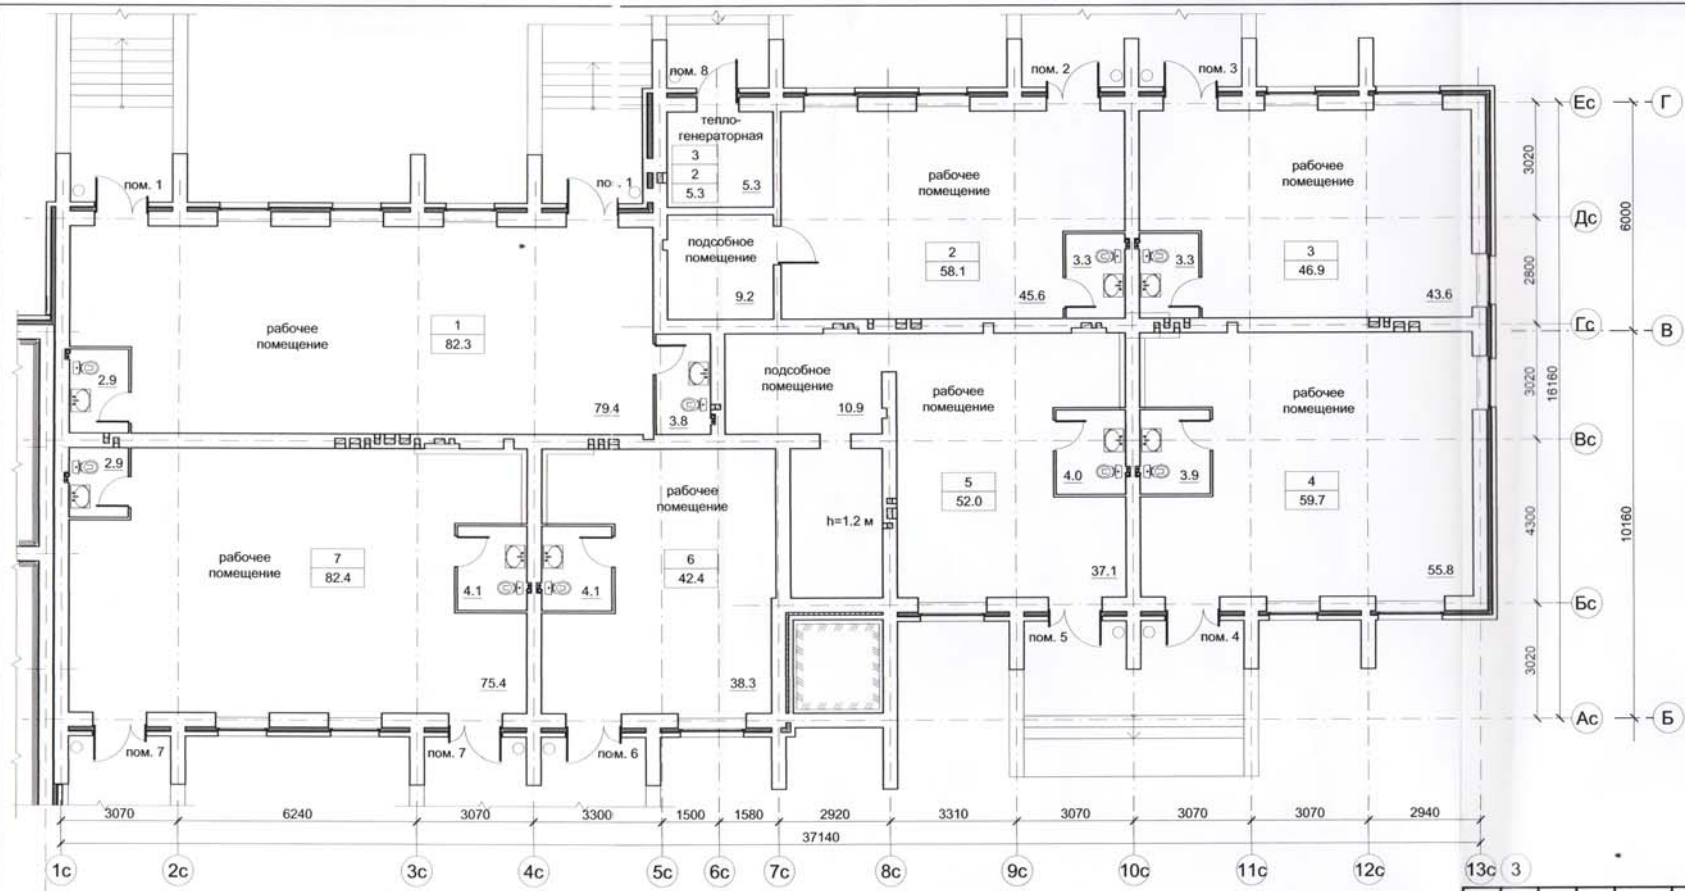 пом. 8
пом. 2
пом. 3
Ес
Г
тепло-
генераторная
3
2
5.3
5.3
рабочее
помещение
рабочее
помещение
3020
пом. 1
пом. 1
6000
Дс
подсобное
помещение
9.2
2
58.1
3.3
45.6
3.3
3
46.9
43.6
2800
рабочее
помещение
1
82.3
Гс
В
2.9
79.4
3.8
подсобное
помещение
10.9
рабочее
помещение
рабочее
помещение
3020
16160
Вс
2.9
рабочее
помещение
5
52.0
4.0
3.9
4
59.7
h=1.2 м
4300
10160
рабочее
помещение
7
82.4
4.1
4.1
6
42.4
37.1
55.8
Бс
пом. 5
пом. 4
3020
75.4
38.3
Ас
Б
пом. 7
пом. 7
пом. 6
3070
6240
3070
3300
1500
1580
2920
3310
3070
3070
3070
2940
37140
1с
2с
3с
4с
5с
6с
7с
8с
9с
10с
11с
12с
13с
3